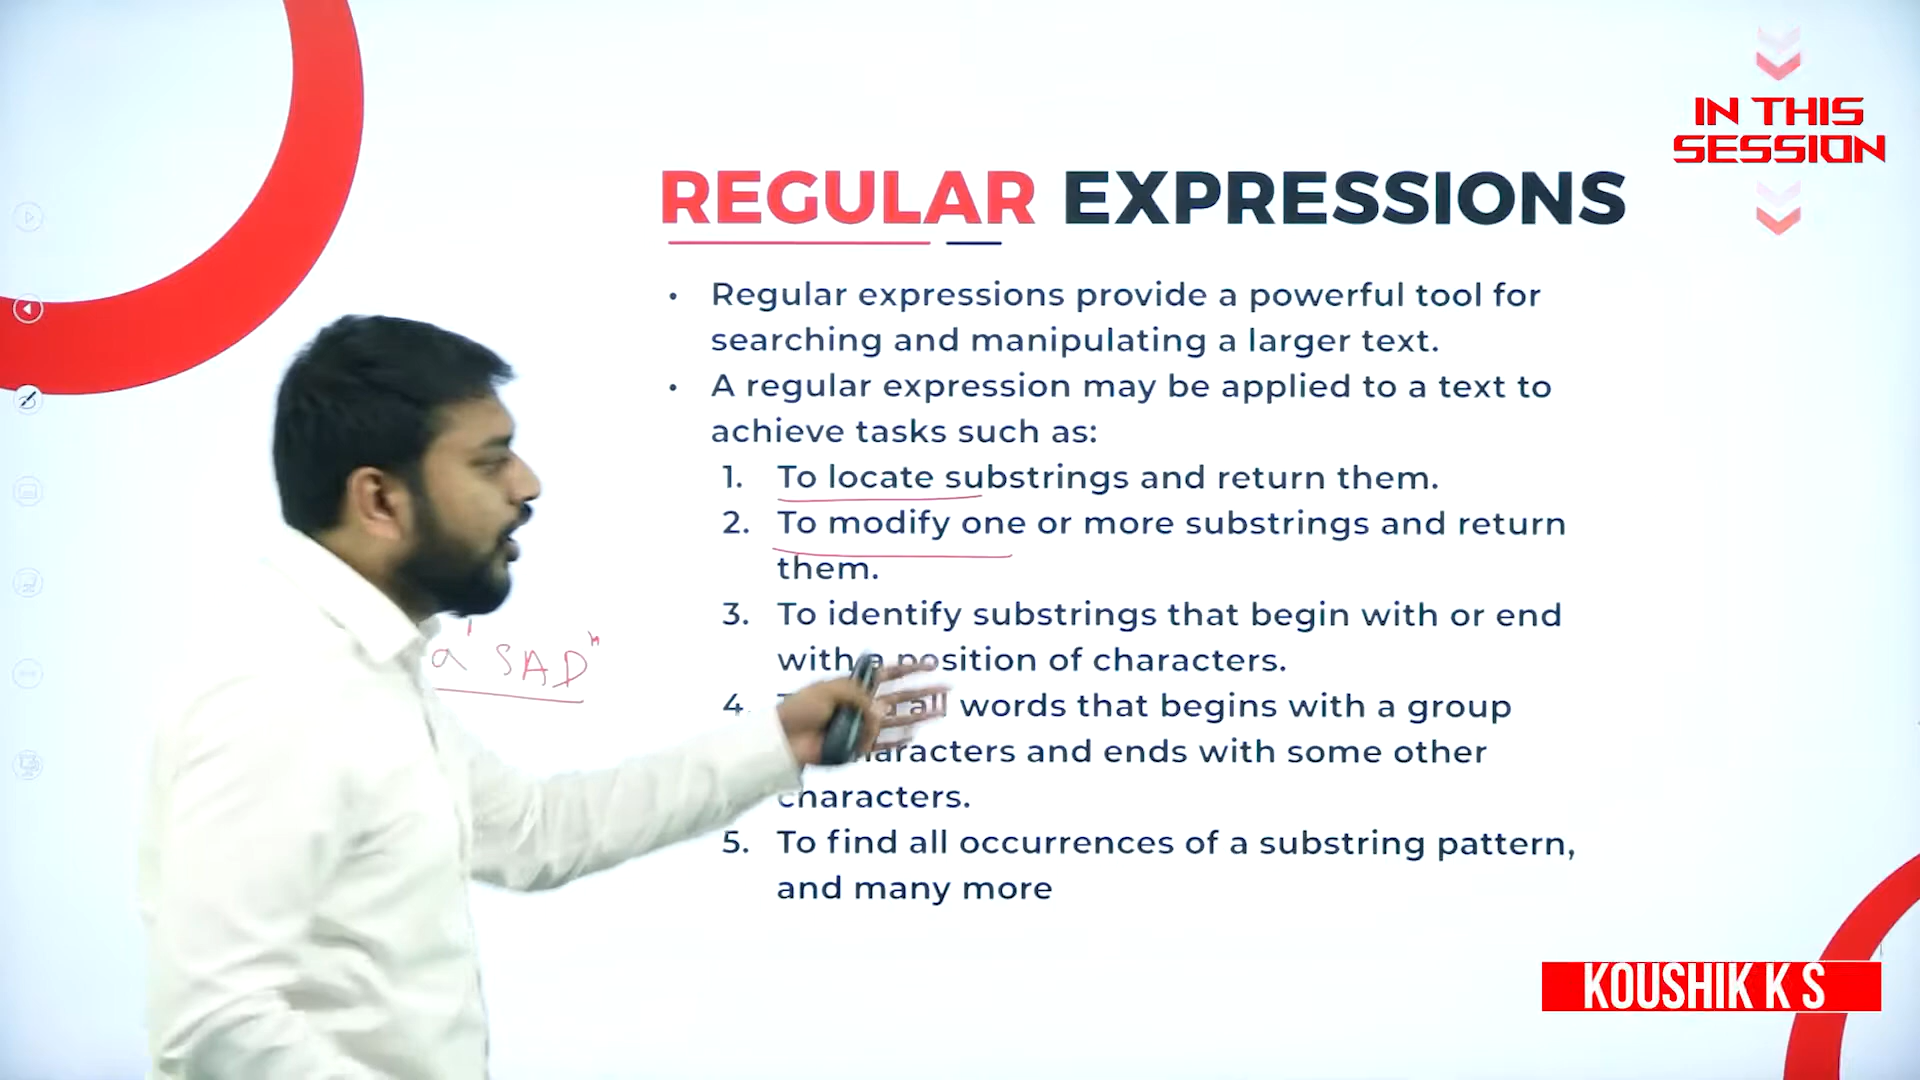 IN THIS
SESSION
REGULAR EXPRESSIONS
• Regular expressions provide a powerful tool for
searching and manipulating a larger text.
• A regular expression may be applied to a text to
achieve tasks such as:
1. To locate substrings and return them.
2. To modify one or more substrings and return
them.
3. To identify substrings that begin with or end
with a position of characters.
4. all words that begins with a group
characters and ends with some other
characters.
5. To find all occurrences of a substring pattern,
and many more
a' SAD"
KOUSHIK K S